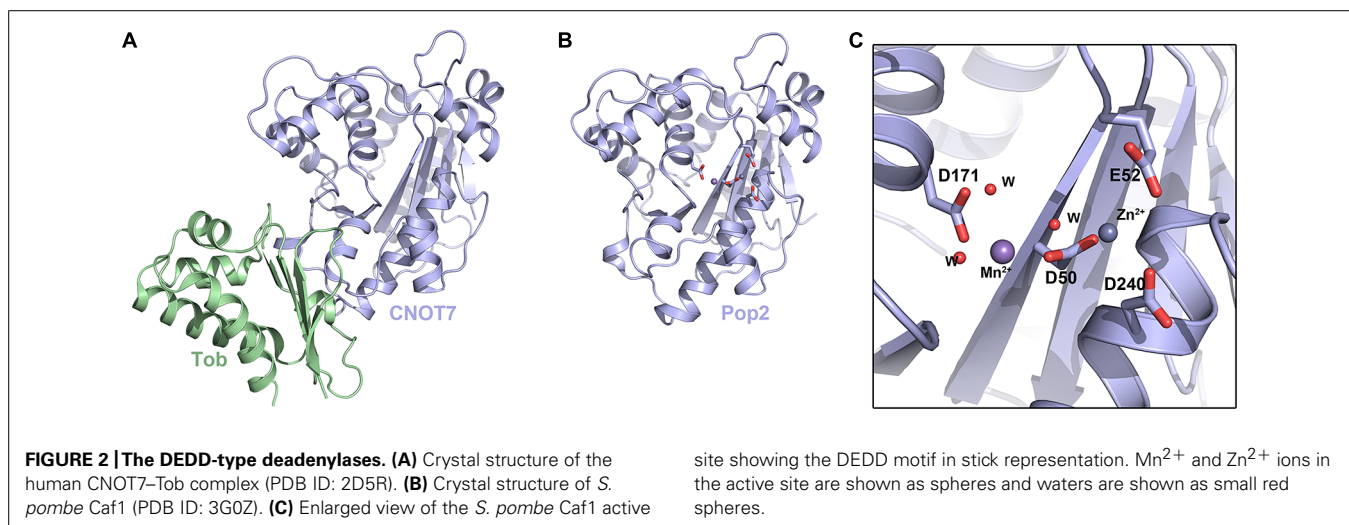 A
B
C
CNOT7
Tob
Pop2
D171
W
E52
W
Zn²⁺
W
Mn²⁺
D50
D240
FIGURE 2 | The DEDD-type deadenylases. (A) Crystal structure of the
human CNOT7–Tob complex (PDB ID: 2D5R). (B) Crystal structure of S.
pombe Caf1 (PDB ID: 3G0Z). (C) Enlarged view of the S. pombe Caf1 active
site showing the DEDD motif in stick representation. Mn²⁺ and Zn²⁺ ions in
the active site are shown as spheres and waters are shown as small red
spheres.